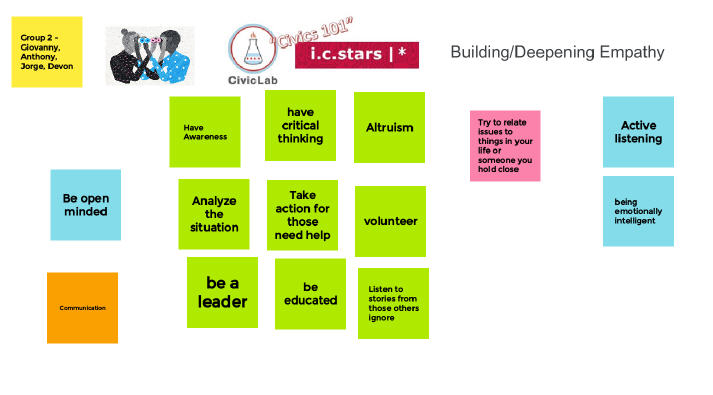 Group 2 -
Giovanny,
Anthony,
Jorge, Devon
"Civics 101"
i.c.stars |*
CivicLab
Building/Deepening Empathy
Have
Awareness
have
critical
thinking
Altruism
Try to relate
issues to
things in your
life or
someone you
hold close
Active
listening
Be open
minded
Analyze
the
situation
Take
action for
those
need help
volunteer
being
emotionally
intelligent
Communication
be a
leader
be
educated
Listen to
stories from
those others
ignore